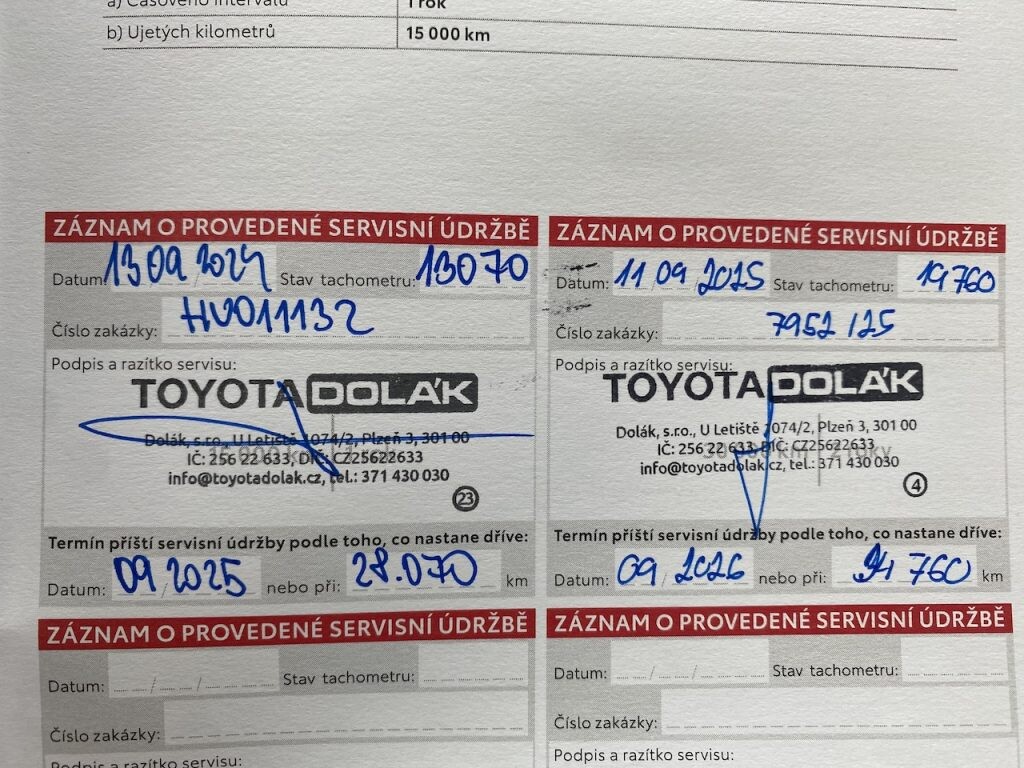 a) Časového intervalu 1 rok
b) Ujetých kilometrů 15 000 km
ZÁZNAM O PROVEDENÉ SERVISNÍ ÚDRŽBĚ
Datum: 13 09 2024 Stav tachometru: 13070
Číslo zakázky: HV011132
Podpis a razítko servisu:
TOYOTA DOLÁK
Dolák, s.r.o., U Letiště 1074/2, Plzeň 3, 301 00
IČ: 256 22 633, DIČ: CZ25622633
info@toyotadolak.cz, tel.: 371 430 030
23
Termín příští servisní údržby podle toho, co nastane dříve:
Datum: 09 / 2025 nebo při: 28.070 km
ZÁZNAM O PROVEDENÉ SERVISNÍ ÚDRŽBĚ
Datum: 11 09 2025 Stav tachometru: 19760
Číslo zakázky: 7952 125
Podpis a razítko servisu:
TOYOTA DOLÁK
Dolák, s.r.o., U Letiště 1074/2, Plzeň 3, 301 00
IČ: 256 22 633, DIČ: CZ25622633
info@toyotadolak.cz, tel.: 371 430 030
4
Termín příští servisní údržby podle toho, co nastane dříve:
Datum: 09 / 2026 nebo při: 760 km
ZÁZNAM O PROVEDENÉ SERVISNÍ ÚDRŽBĚ
Datum: / / Stav tachometru:
Číslo zakázky:
Podpis a razítko servisu:
ZÁZNAM O PROVEDENÉ SERVISNÍ ÚDRŽBĚ
Datum: / / Stav tachometru:
Číslo zakázky:
Podpis a razítko servisu: